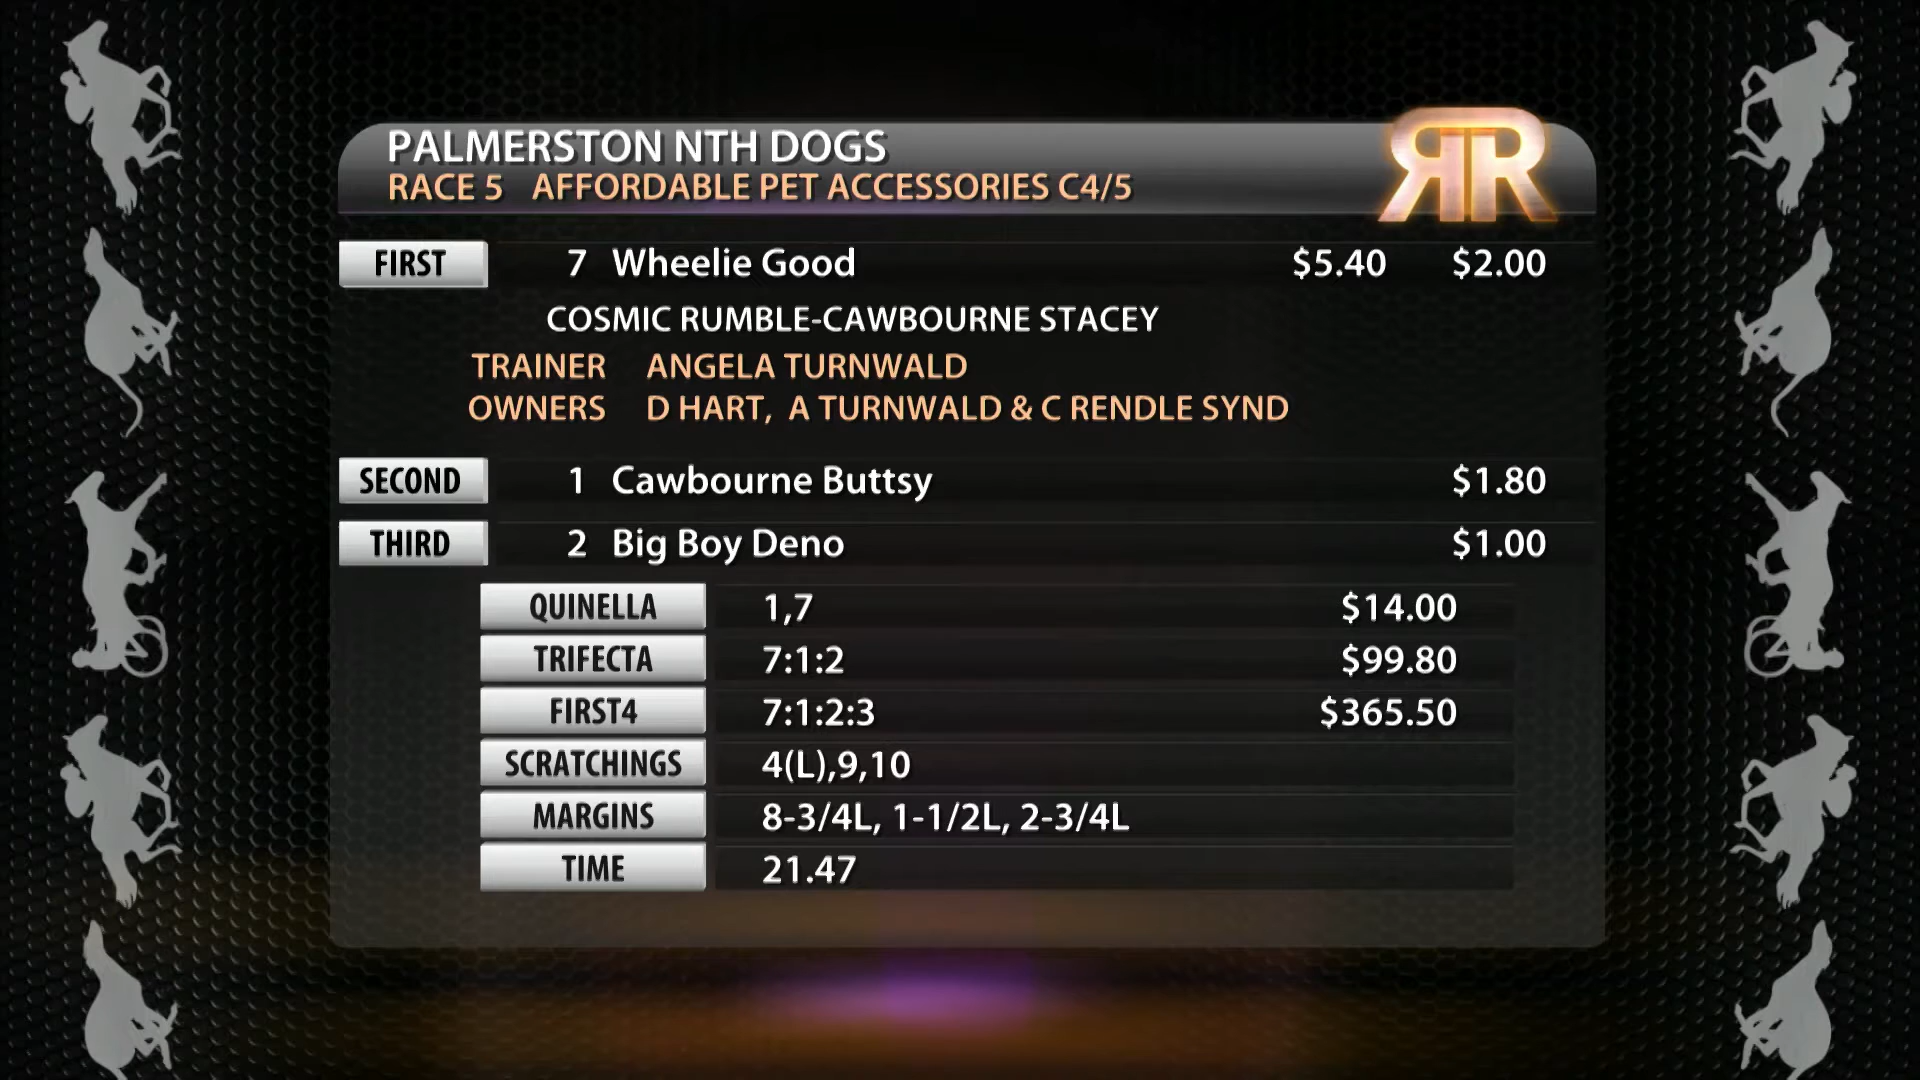 PALMERSTON NTH DOGS
RACE 5 AFFORDABLE PET ACCESSORIES C4/5
RR
FIRST 7 Wheelie Good $5.40 $2.00
COSMIC RUMBLE-CAWBOURNE STACEY
TRAINER ANGELA TURNWALD
OWNERS D HART, A TURNWALD & C RENDLE SYND
SECOND 1 Cawbourne Buttsy $1.80
THIRD 2 Big Boy Deno $1.00
QUINELLA 1,7 $14.00
TRIFECTA 7:1:2 $99.80
FIRST4 7:1:2:3 $365.50
SCRATCHINGS 4(L),9,10
MARGINS 8-3/4L, 1-1/2L, 2-3/4L
TIME 21.47